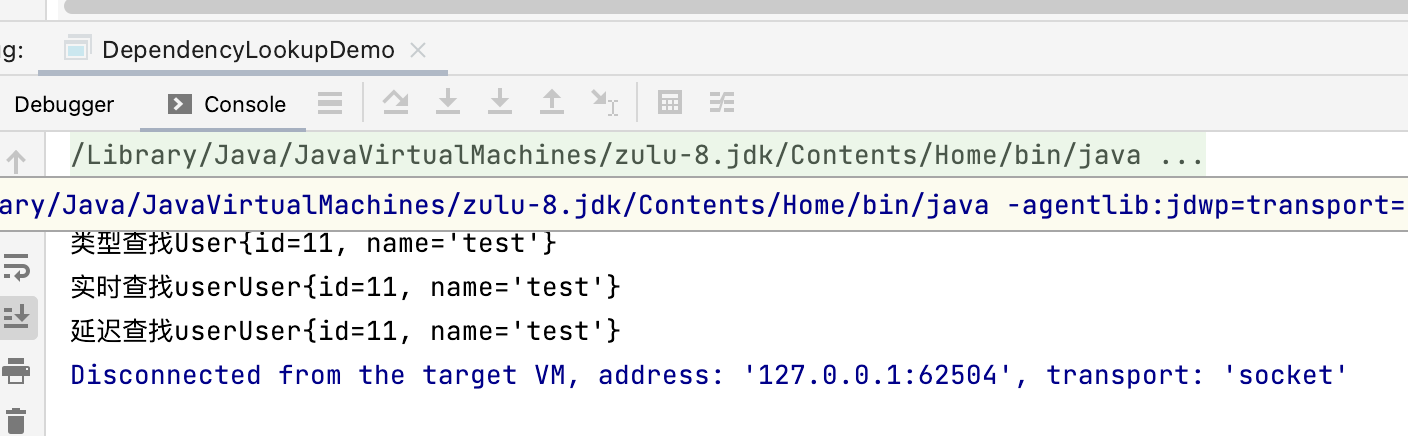 g:
DependencyLookupDemo
Debugger
Console
/Library/Java/JavaVirtualMachines/zulu-8.jdk/Contents/Home/bin/java ...
ary/Java/JavaVirtualMachines/zulu-8.jdk/Contents/Home/bin/java -agentlib:jdwp=transport=
类型查找User{id=11, name='test'}
实时查找userUser{id=11, name='test'}
延迟查找userUser{id=11, name='test'}
Disconnected from the target VM, address: '127.0.0.1:62504', transport: 'socket'